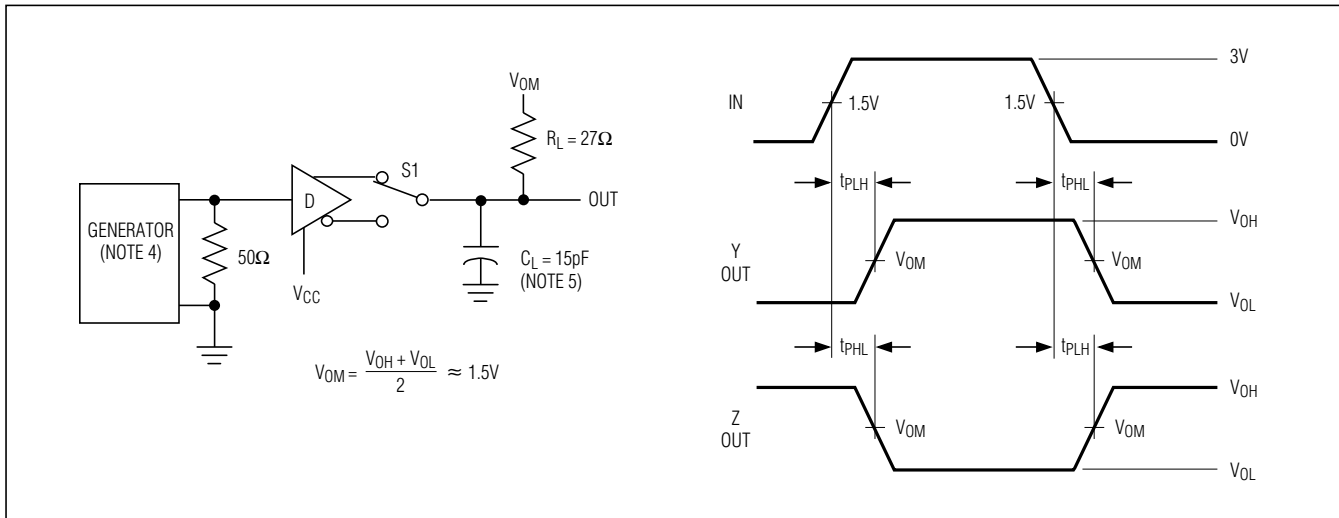 GENERATOR
(NOTE 4)
50Ω
D
VCC
S1
VOM
RL = 27Ω
OUT
CL = 15pF
(NOTE 5)
VOM = VOH + VOL / 2 ≈ 1.5V
IN
1.5V
1.5V
3V
0V
tPLH
tPHL
Y
OUT
VOM
VOM
VOH
VOL
tPHL
tPLH
Z
OUT
VOM
VOM
VOH
VOL